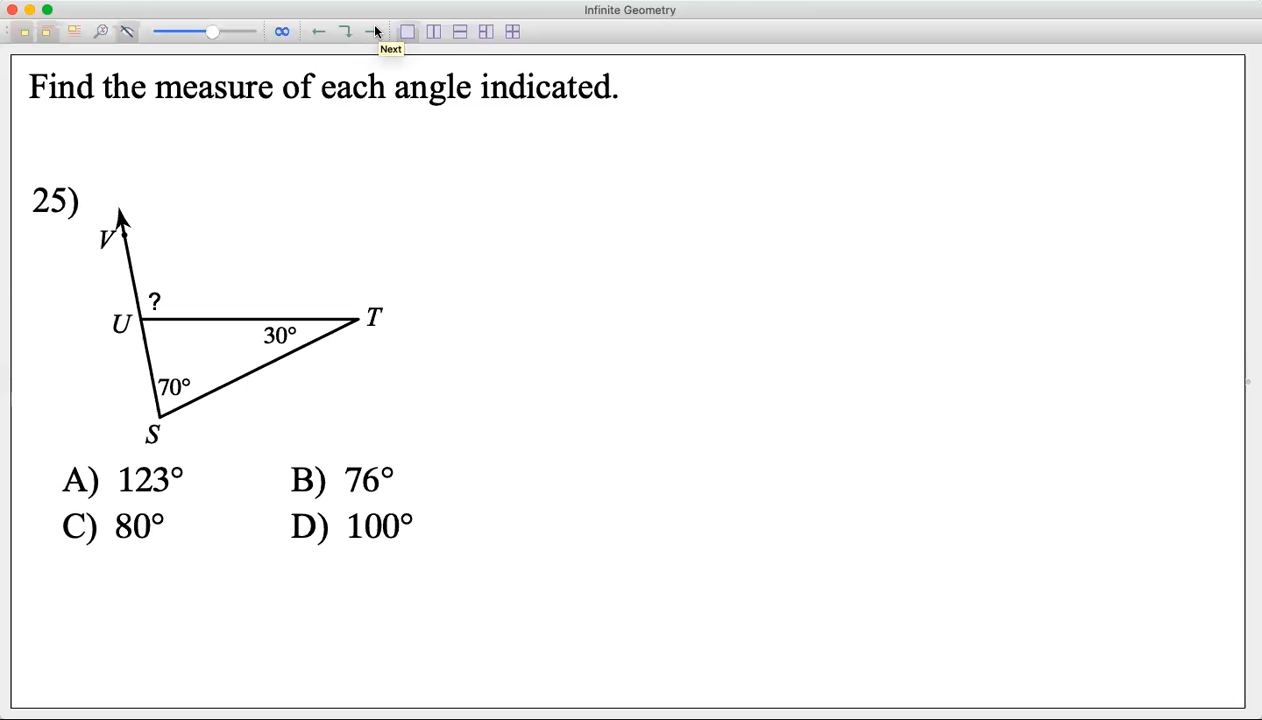 Infinite Geometry
Next
Find the measure of each angle indicated.
25)
V
?
U
T
30°
70°
S
A) 123° B) 76°
C) 80° D) 100°